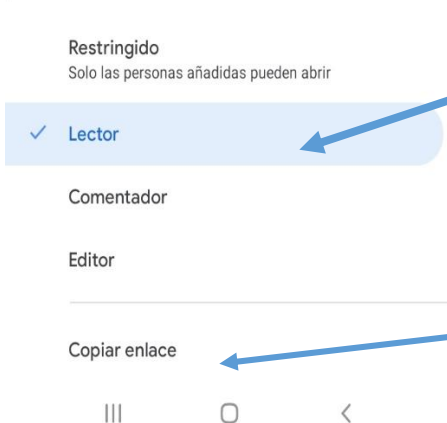 Restringido
Solo las personas añadidas pueden abrir
Lector
Comentador
Editor
Copiar enlace